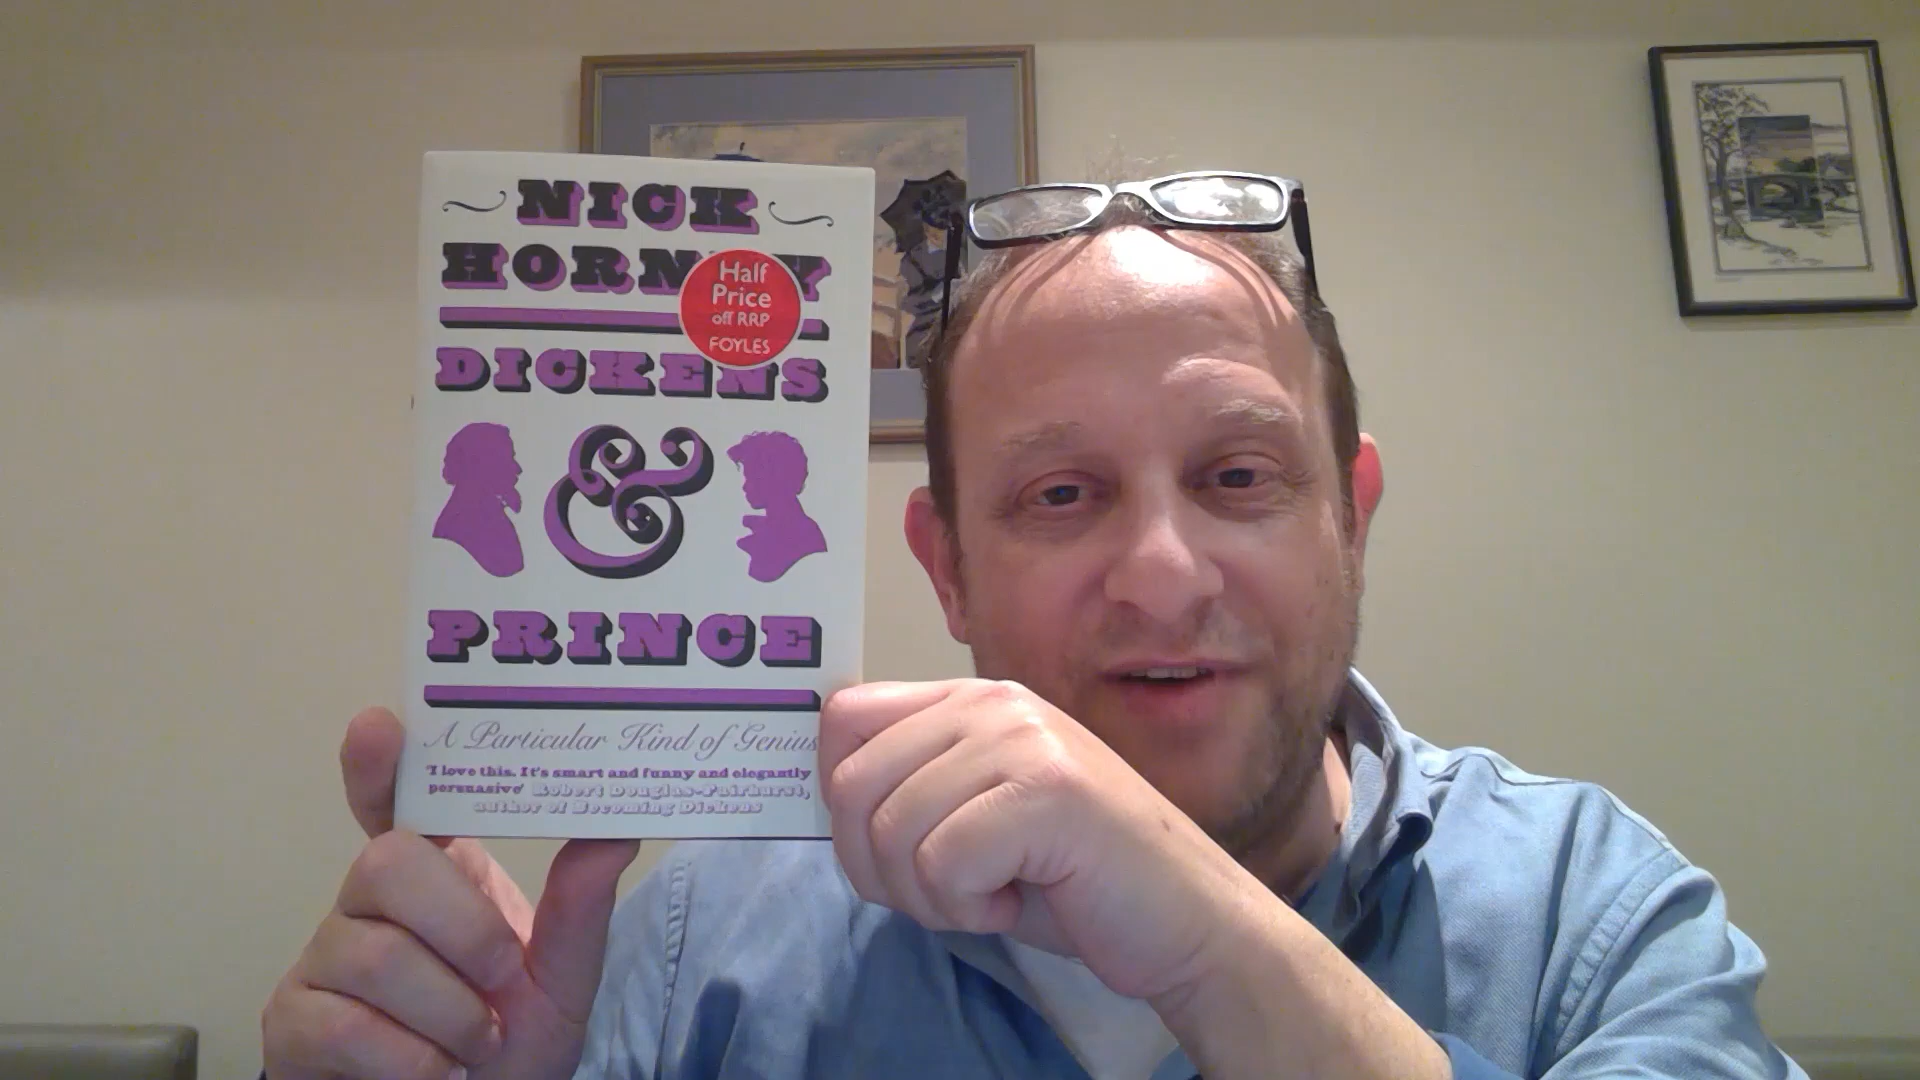 NICK
HORNBY
Half
Price
off RRP
FOYLES
DICKENS
&
PRINCE
A Particular Kind of Genius
'I love this. It's smart and funny and elegantly
persuasive' Robert Douglas-Fairhurst,
author of Becoming Dickens